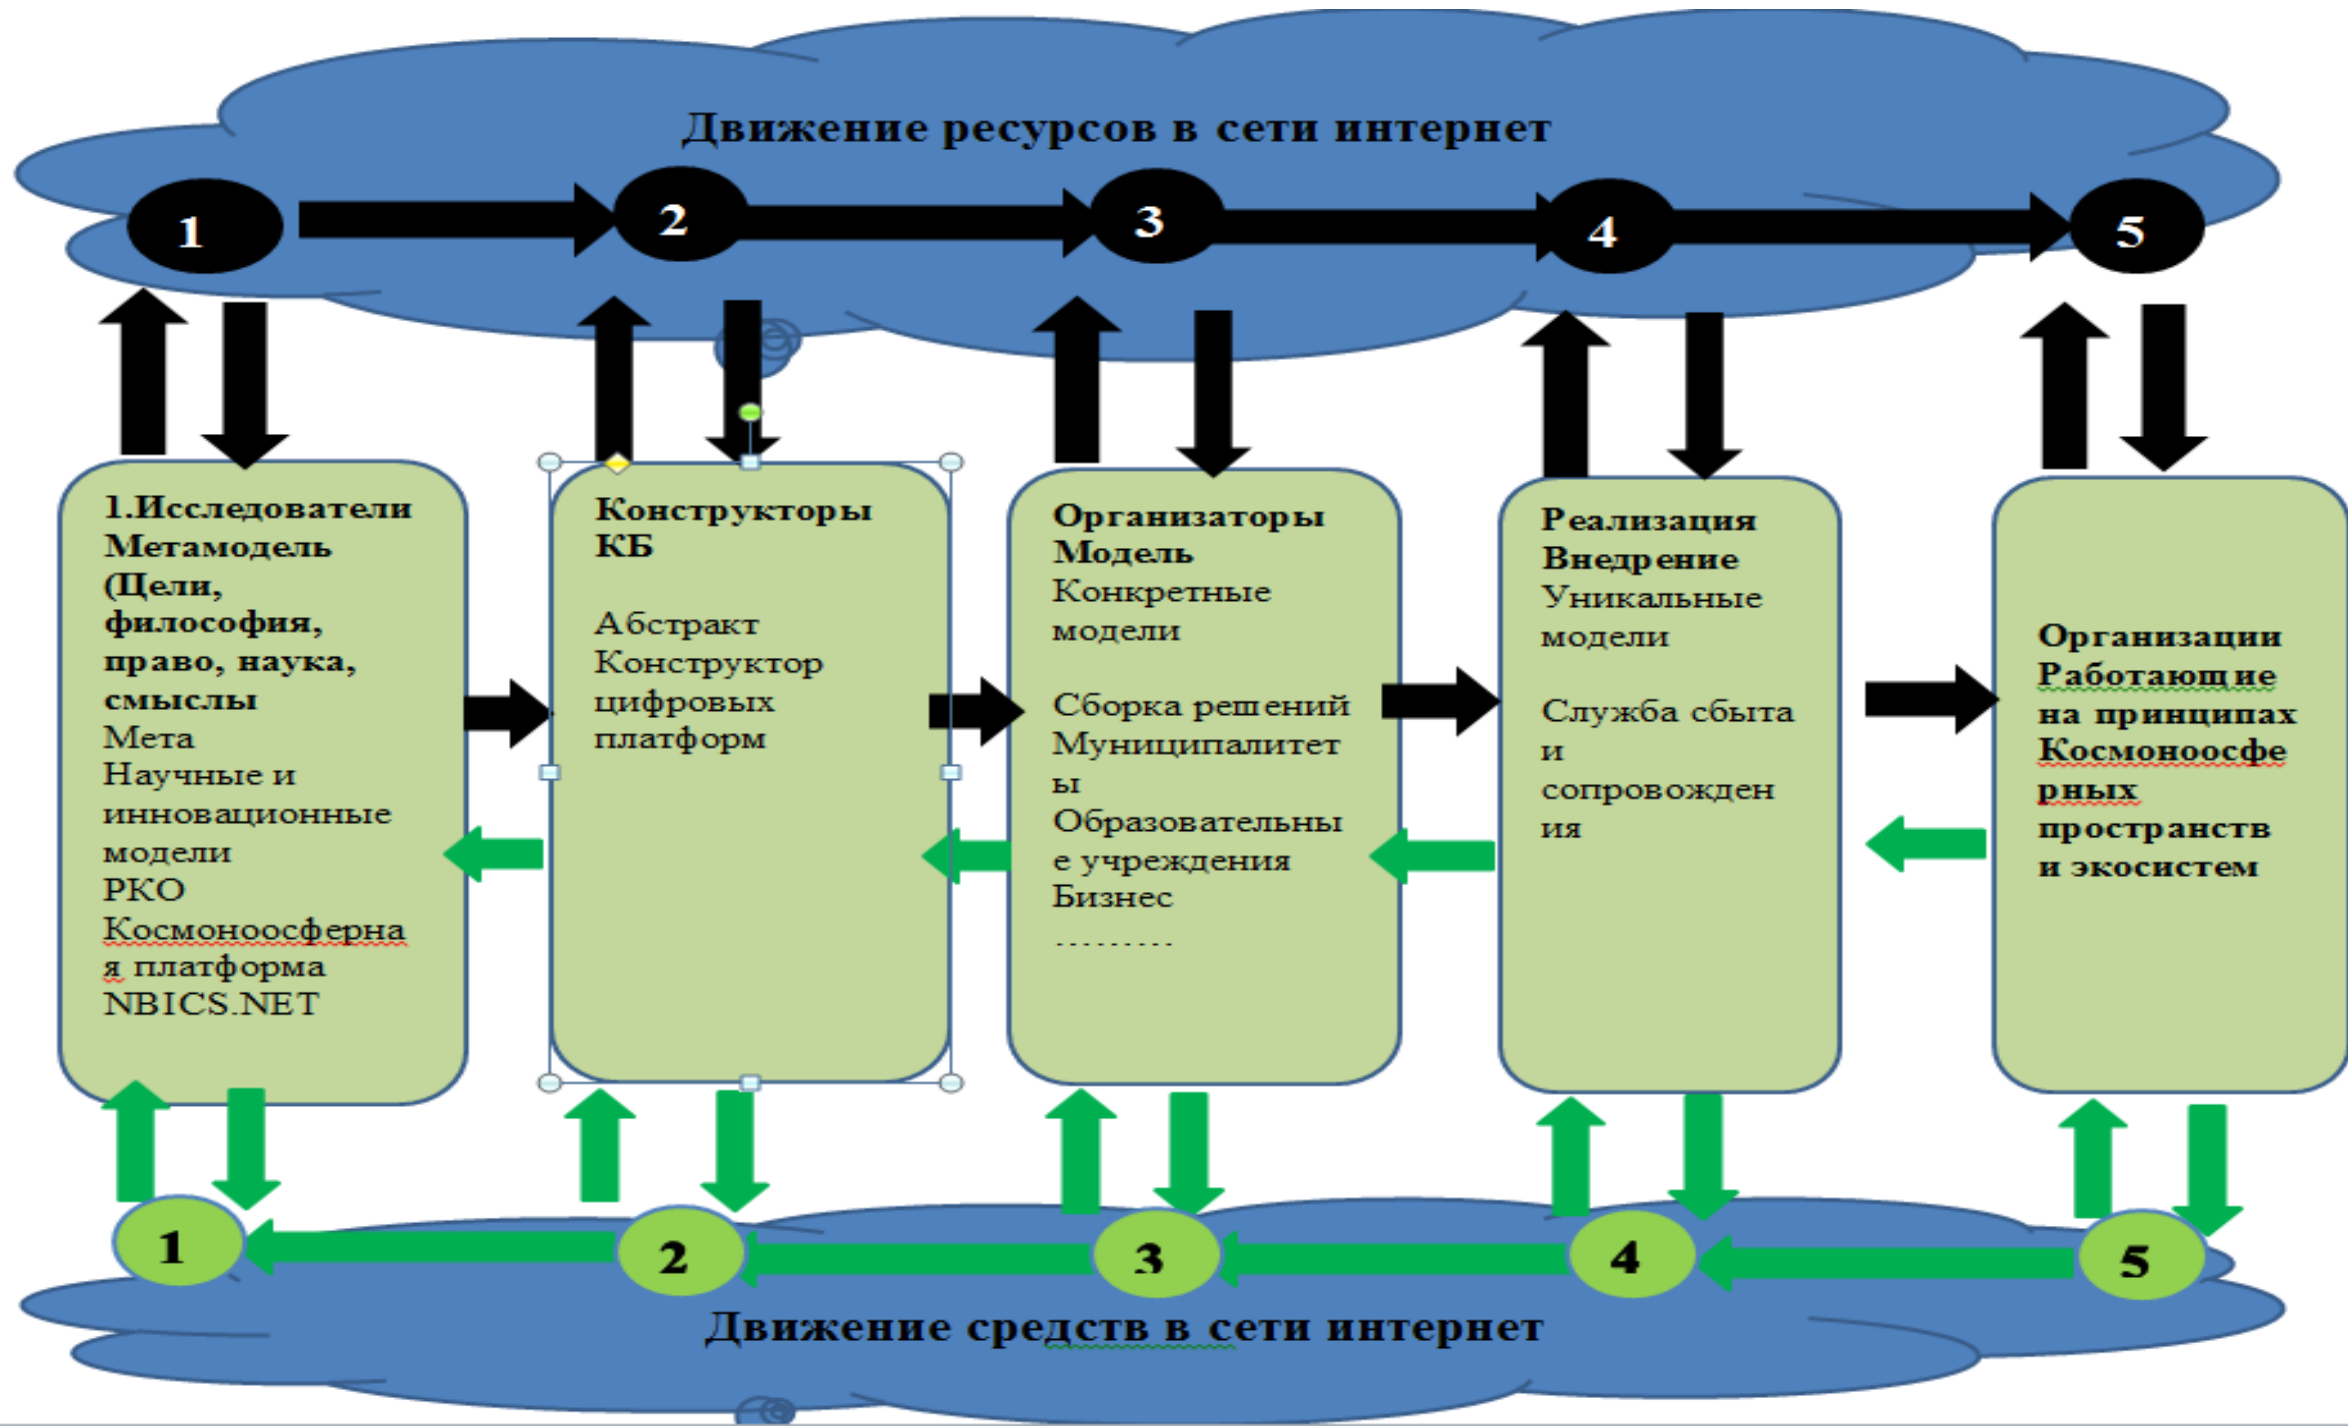 Движение ресурсов в сети интернет
1
2
3
4
5
1.Исследователи
Метамодель
(Цели,
философия,
право, наука,
смыслы
Мета
Научные и
инновационные
модели
РКО
Космоноосферна
я платформа
NBICS.NET
Конструкторы
КБ
Абстракт
Конструктор
цифровых
платформ
Организаторы
Модель
Конкретные
модели
Сборка решений
Муниципалитет
ы
Образовательны
е учреждения
Бизнес
.........
Реализация
Внедрение
Уникальные
модели
Служба сбыта
и
сопровожден
ия
Организации
Работающие
на принципах
Космоноосфе
рных
пространств
и экосистем
1
2
3
4
5
Движение средств в сети интернет